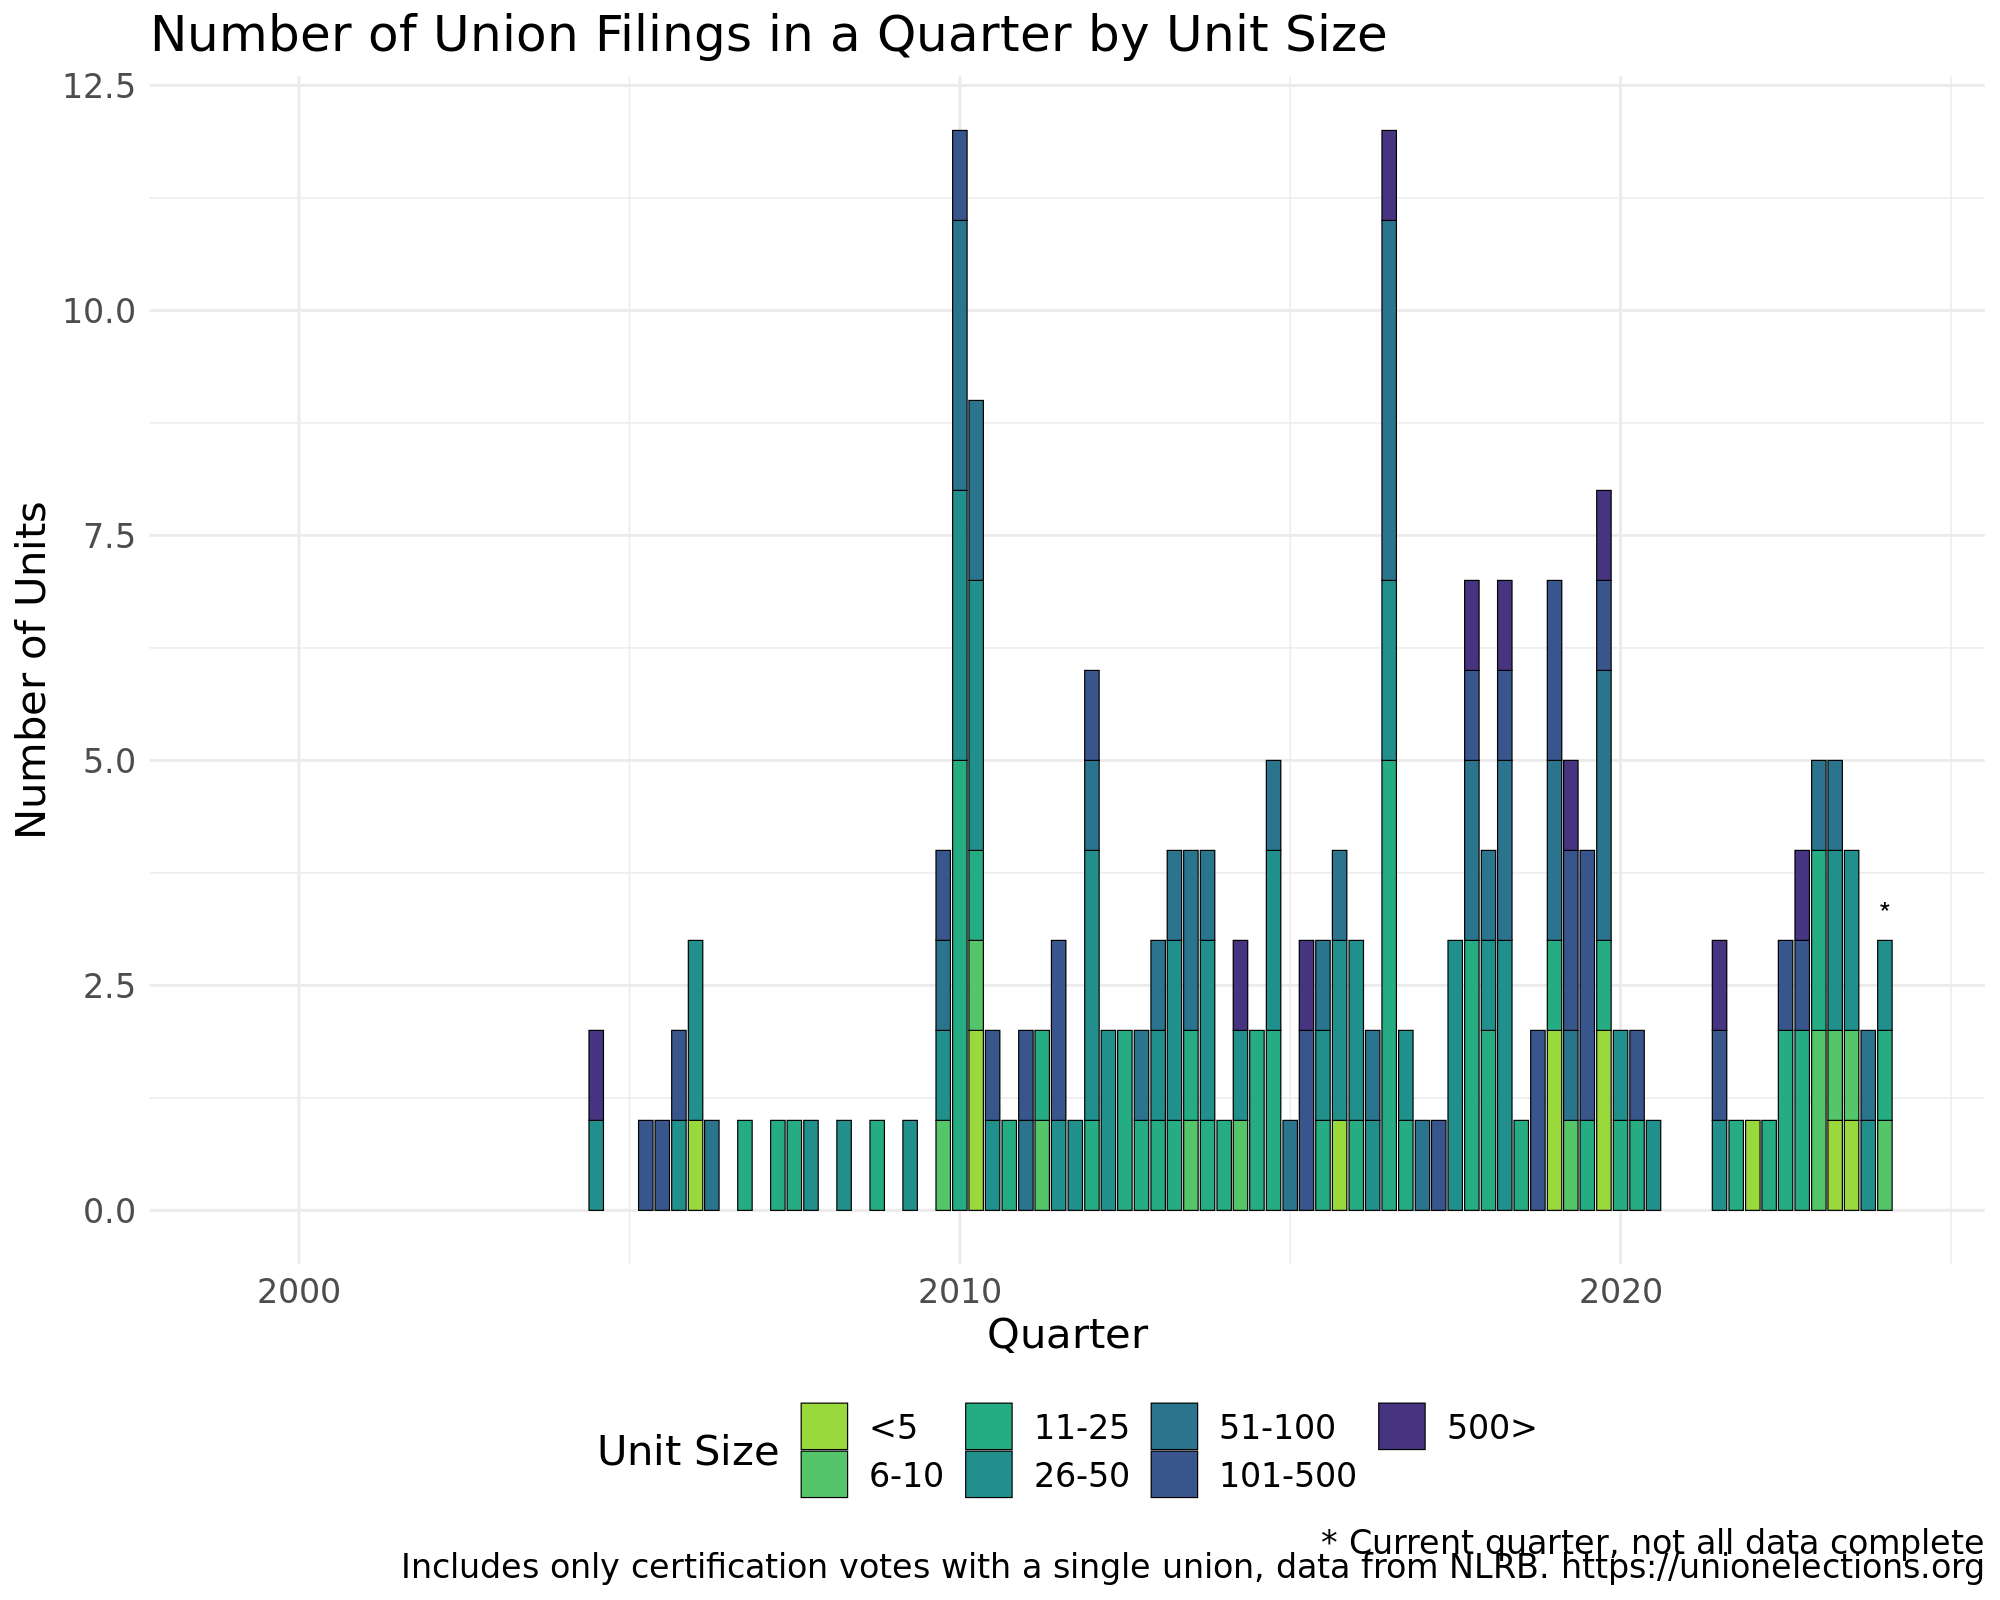 Number of Union Filings in a Quarter by Unit Size
12.5
10.0
7.5
5.0
2.5
0.0
Number of Units
*
2000 2010 2020
Quarter
Unit Size
<5 11-25 51-100 500>
6-10 26-50 101-500
* Current quarter, not all data complete
Includes only certification votes with a single union, data from NLRB. https://unionelections.org